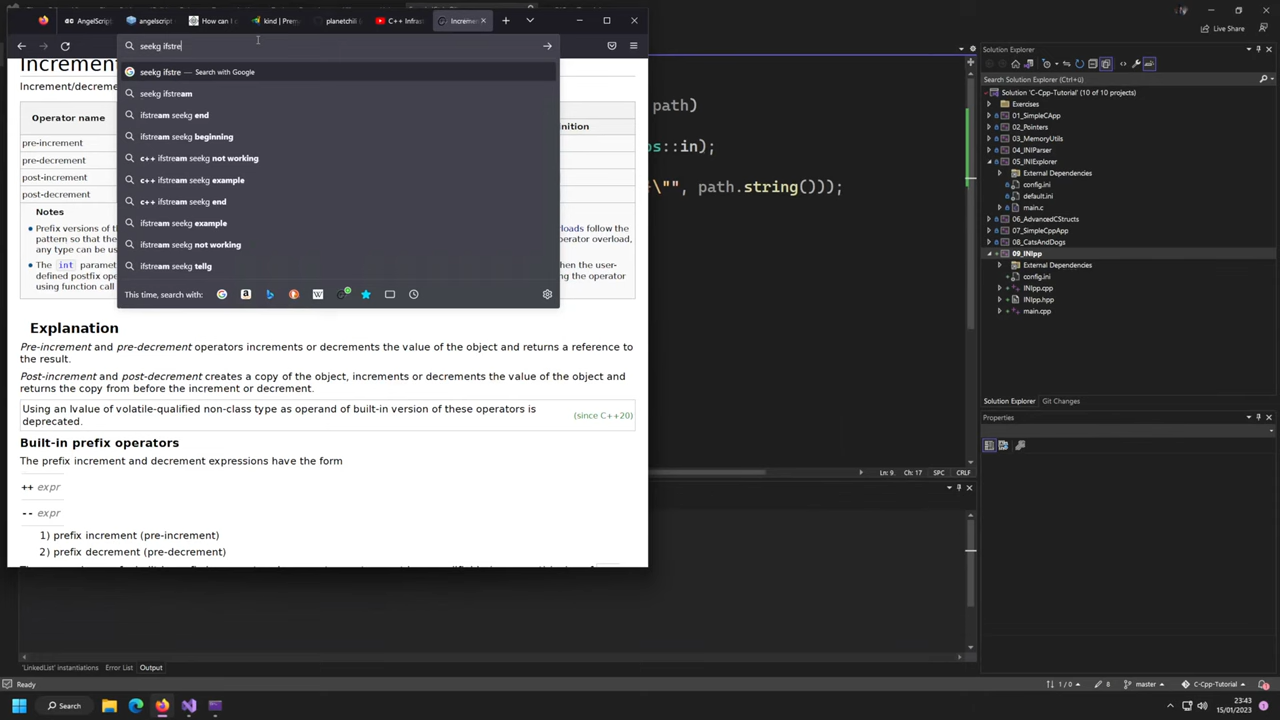 AngelScript
angelscript
How can I
kind | Prem
planetchili
C++ Infras
Increme
Live Share
seekg ifstre
Solution Explorer
seekg ifstre — Search with Google
seekg ifstream
ifstream seekg end
ifstream seekg beginning
c++ ifstream seekg not working
c++ ifstream seekg example
c++ ifstream seekg end
ifstream seekg example
ifstream seekg not working
ifstream seekg tellg
This time, search with:
Increment
Increment/decreme
Operator name
inition
pre-increment
pre-decrement
post-increment
post-decrement
Notes
Prefix versions of t
loads follow the
pattern so that the
operator overload,
any type can be us
The int param
hen the user-
defined postfix ope
g the operator
using function call
Explanation
Pre-increment and pre-decrement operators increments or decrements the value of the object and returns a reference to
the result.
Post-increment and post-decrement creates a copy of the object, increments or decrements the value of the object and
returns the copy from before the increment or decrement.
Using an lvalue of volatile-qualified non-class type as operand of built-in version of these operators is
deprecated.
(since C++20)
Built-in prefix operators
The prefix increment and decrement expressions have the form
++ expr
-- expr
1) prefix increment (pre-increment)
2) prefix decrement (pre-decrement)
path)
os::in);
\"", path.string()));
Search Solution Explorer (Ctrl+ü)
Solution 'C-Cpp-Tutorial' (10 of 10 projects)
Exercises
01_SimpleCApp
02_Pointers
03_MemoryUtils
04_INIParser
05_INIExplorer
External Dependencies
config.ini
default.ini
main.c
06_AdvancedCStructs
07_SimpleCppApp
08_CatsAndDogs
09_INIpp
External Dependencies
config.ini
INIpp.cpp
INIpp.hpp
main.cpp
Solution Explorer Git Changes
Properties
Ln: 9 Ch: 17 SPC CRLF
'LinkedList' instantiations Error List Output
Ready
1 / 0
8
master
C-Cpp-Tutorial
Search
23:43
15/01/2023